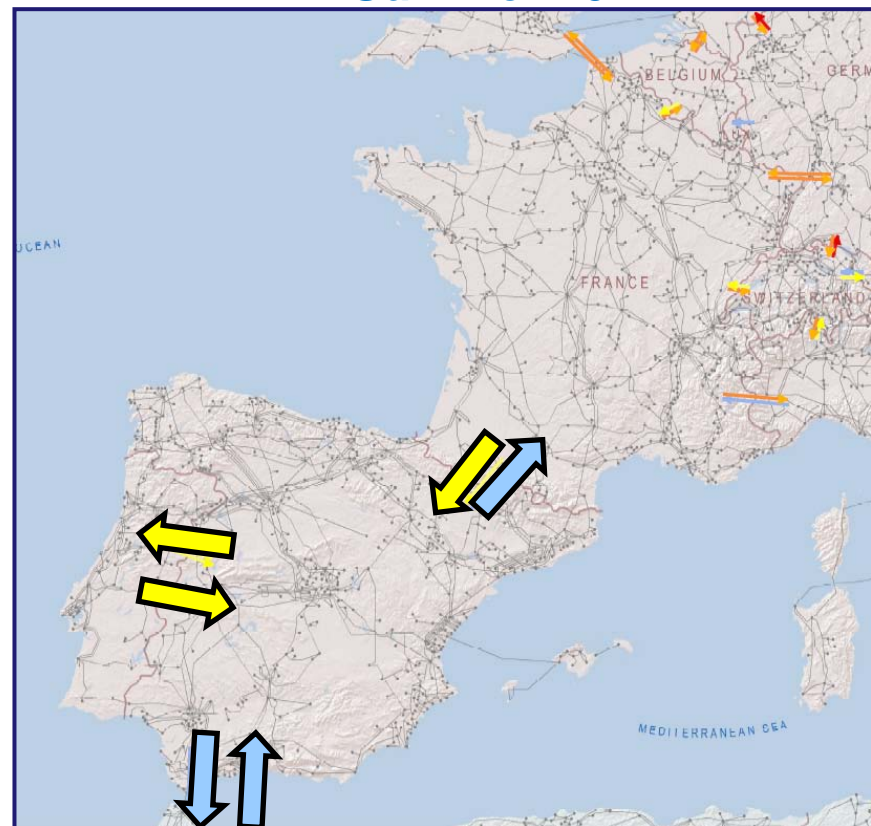 BELGIUM
GERM
OCEAN
FRANCE
SWITZERLAND
MEDITERRANEAN SEA